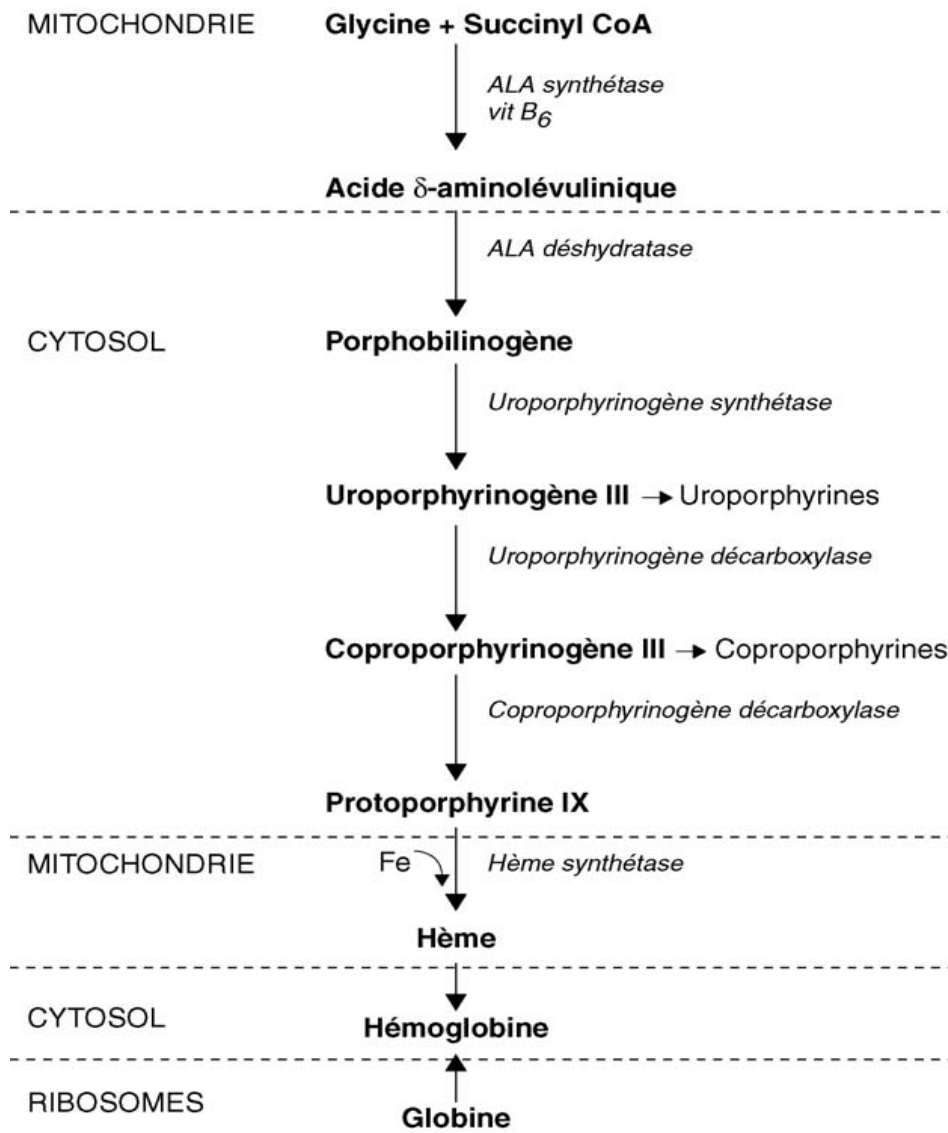 MITOCHONDRIE Glycine + Succinyl CoA
ALA synthétase
vit B6
Acide δ-aminolévulinique
ALA déshydratase
CYTOSOL Porphobilinogène
Uroporphyrinogène synthétase
Uroporphyrinogène III → Uroporphyrines
Uroporphyrinogène décarboxylase
Coproporphyrinogène III → Coproporphyrines
Coproporphyrinogène décarboxylase
Protoporphyrine IX
MITOCHONDRIE Fe Hème synthétase
Hème
CYTOSOL Hémoglobine
RIBOSOMES Globine